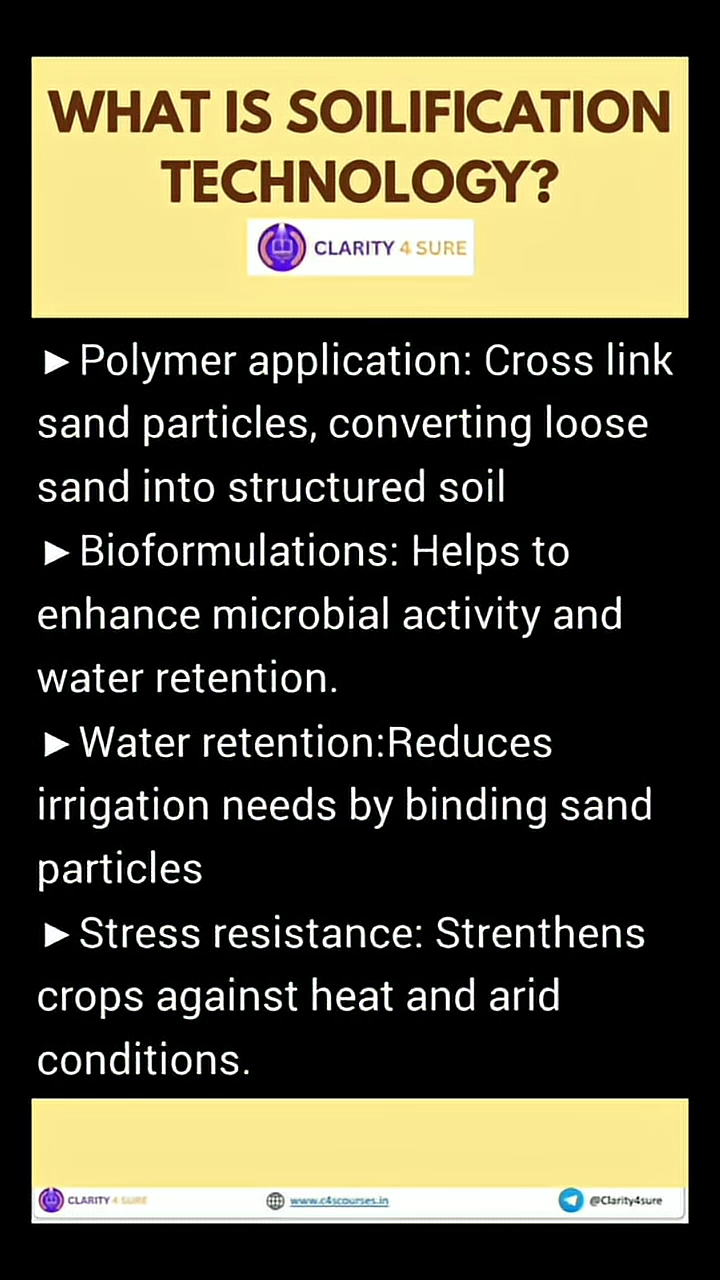 WHAT IS SOILIFICATION
TECHNOLOGY?
CLARITY 4 SURE
►Polymer application: Cross link
sand particles, converting loose
sand into structured soil
►Bioformulations: Helps to
enhance microbial activity and
water retention.
►Water retention:Reduces
irrigation needs by binding sand
particles
►Stress resistance: Strenthens
crops against heat and arid
conditions.
CLARITY 4 SURE
www.c4scourses.in
@Clarity4sure